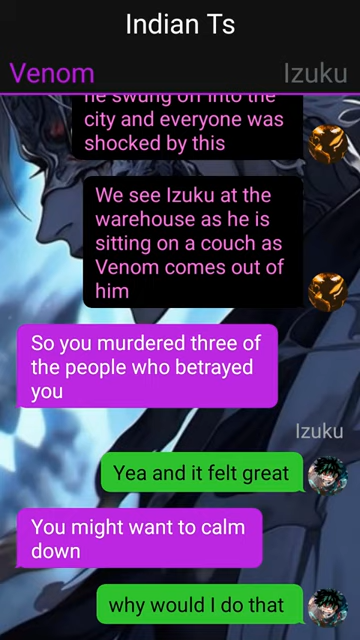 Indian Ts
Venom
Izuku
he swung off into the
city and everyone was
shocked by this
We see Izuku at the
warehouse as he is
sitting on a couch as
Venom comes out of
him
So you murdered three of
the people who betrayed
you
Izuku
Yea and it felt great
You might want to calm
down
why would I do that